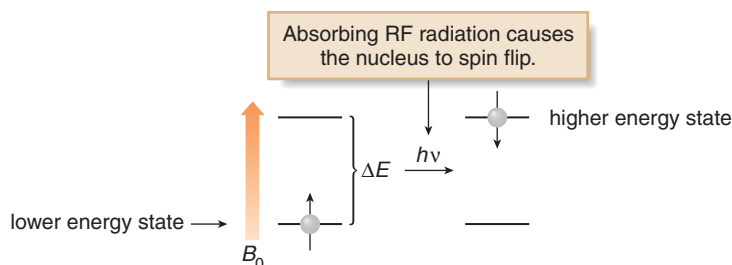 Absorbing RF radiation causes
the nucleus to spin flip.
higher energy state
hν
ΔE
lower energy state
B₀